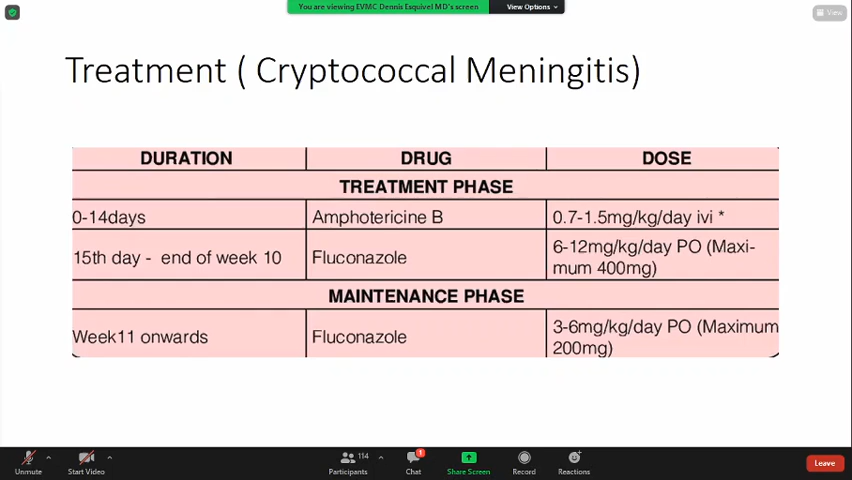 You are viewing EVMC Dennis Esquivel MD's screen
View Options
View
Treatment ( Cryptococcal Meningitis)
DURATION DRUG DOSE
TREATMENT PHASE
0-14days Amphotericine B 0.7-1.5mg/kg/day ivi *
15th day - end of week 10 Fluconazole 6-12mg/kg/day PO (Maxi-
mum 400mg)
MAINTENANCE PHASE
Week11 onwards Fluconazole 3-6mg/kg/day PO (Maximum
200mg)
114
1
Unmute Start Video Participants Chat Share Screen Record Reactions Leave